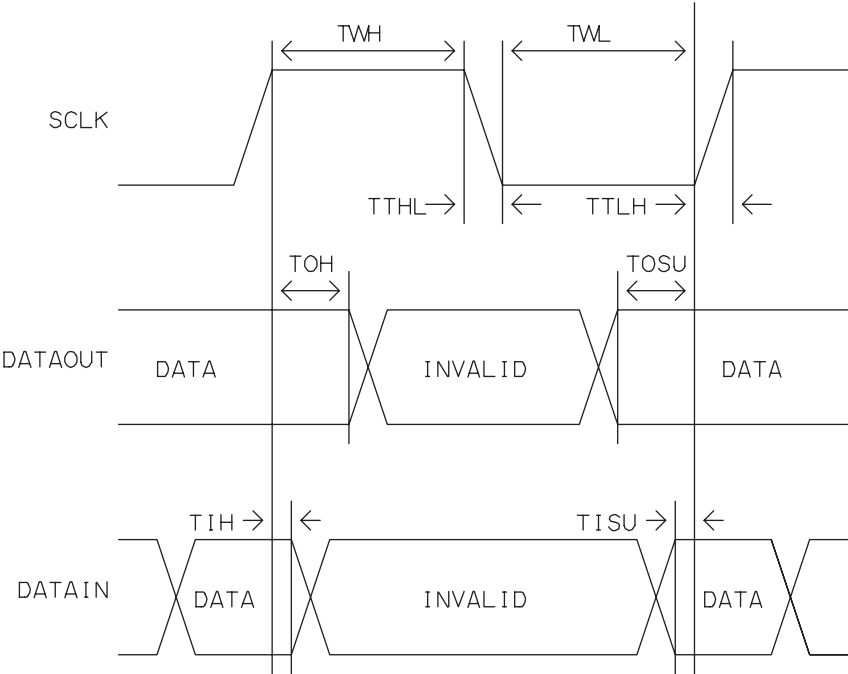 TWH
TWL
SCLK
TTHL
TTLH
TOH
TOSU
DATAOUT
DATA
INVALID
DATA
TIH
TISU
DATAIN
DATA
INVALID
DATA